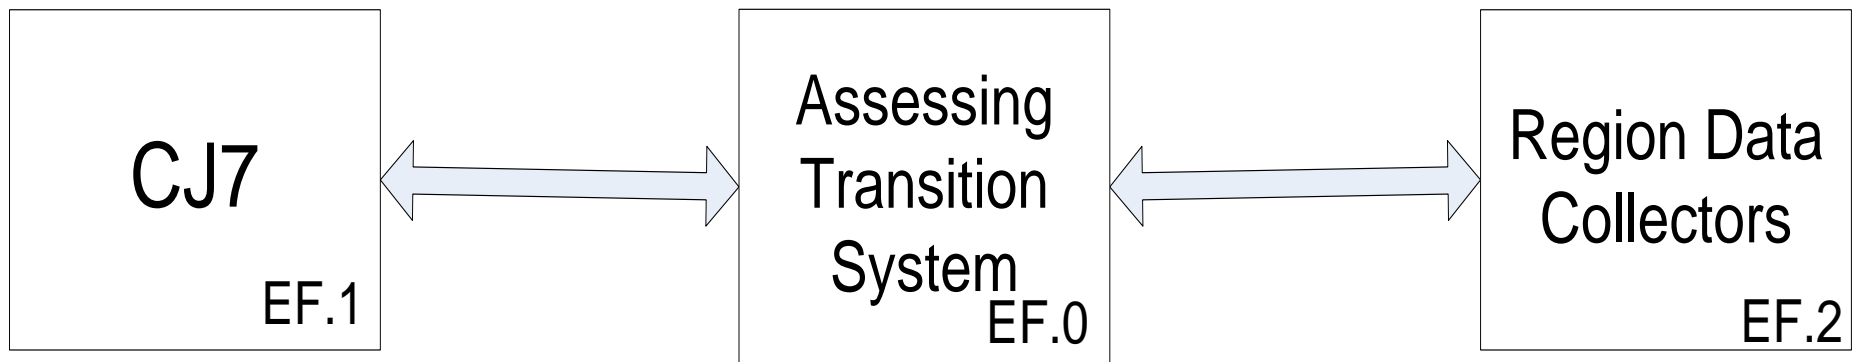 CJ7
EF.1
Assessing
Transition
System
EF.0
Region Data
Collectors
EF.2